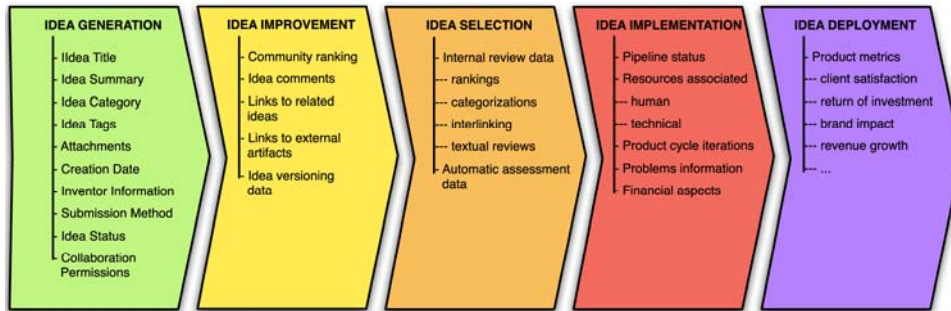 IDEA GENERATION
IIdea Title
Idea Summary
Idea Category
Idea Tags
Attachments
Creation Date
Inventor Information
Submission Method
Idea Status
Collaboration
Permissions
IDEA IMPROVEMENT
Community ranking
Idea comments
Links to related
ideas
Links to external
artifacts
Idea versioning
data
IDEA SELECTION
Internal review data
--- rankings
--- categorizations
--- interlinking
--- textual reviews
Automatic assessment
data
IDEA IMPLEMENTATION
Pipeline status
Resources associated
--- human
--- technical
Product cycle iterations
Problems information
Financial aspects
IDEA DEPLOYMENT
Product metrics
--- client satisfaction
--- return of investment
--- brand impact
--- revenue growth
--- ...